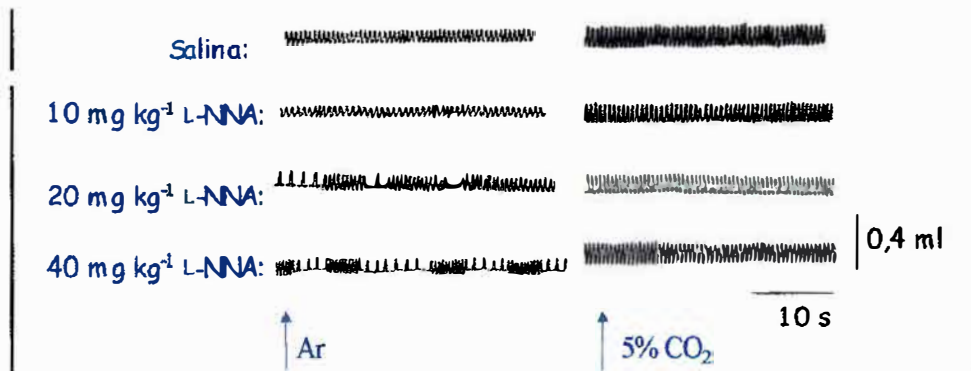 Salina:
10 mg kg⁻¹ L-NNA:
20 mg kg⁻¹ L-NNA:
40 mg kg⁻¹ L-NNA:
0,4 ml
10 s
Ar
5% CO₂